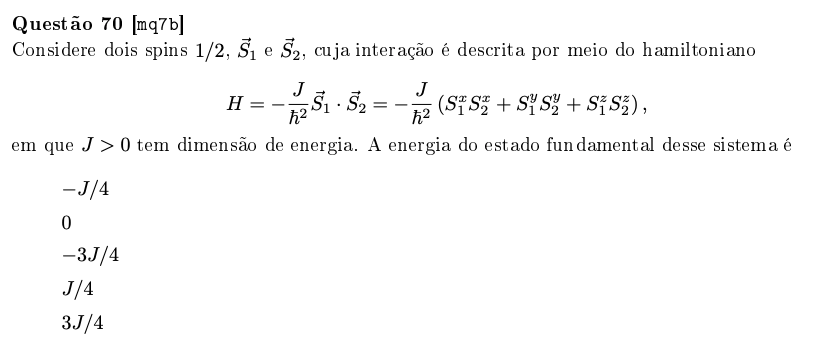 Questão 70 [mq7b]
Considere dois spins 1/2, $\vec{S}_1$ e $\vec{S}_2$, cuja interação é descrita por meio do hamiltoniano
$H = -\frac{J}{\hbar^2}\vec{S}_1 \cdot \vec{S}_2 = -\frac{J}{\hbar^2}\left(S_1^x S_2^x + S_1^y S_2^y + S_1^z S_2^z\right),$
em que $J > 0$ tem dimensão de energia. A energia do estado fundamental desse sistema é
$-J/4$
$0$
$-3J/4$
$J/4$
$3J/4$